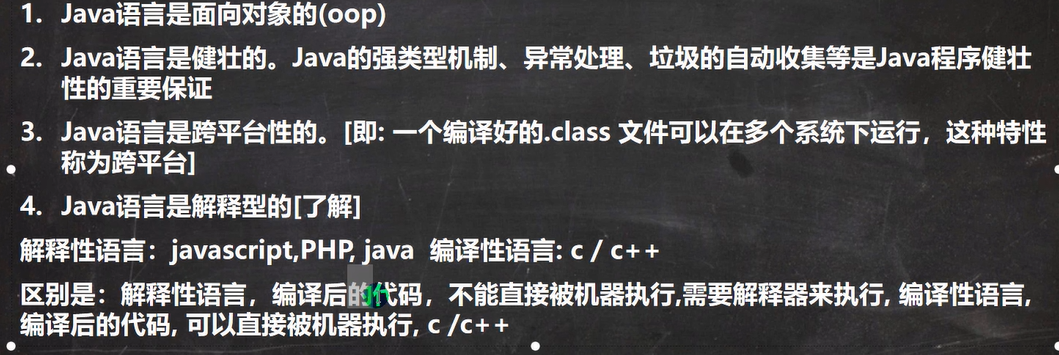 1. Java语言是面向对象的(oop)
2. Java语言是健壮的。Java的强类型机制、异常处理、垃圾的自动收集等是Java程序健壮
性的重要保证
3. Java语言是跨平台性的。[即: 一个编译好的.class 文件可以在多个系统下运行，这种特性
称为跨平台]
4. Java语言是解释型的[了解]
解释性语言：javascript,PHP, java 编译性语言: c / c++
区别是：解释性语言，编译后的代码，不能直接被机器执行,需要解释器来执行, 编译性语言,
编译后的代码, 可以直接被机器执行, c /c++